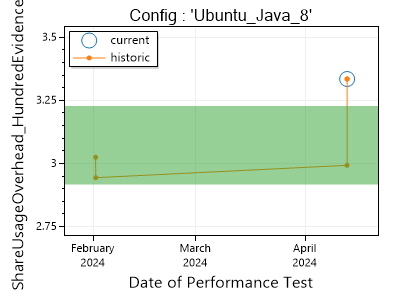 Config : 'Ubuntu_Java_8'
ShareUsageOverhead_HundredEvidence
current
historic
3.5
3.25
3
2.75
February
2024
March
2024
April
2024
Date of Performance Test